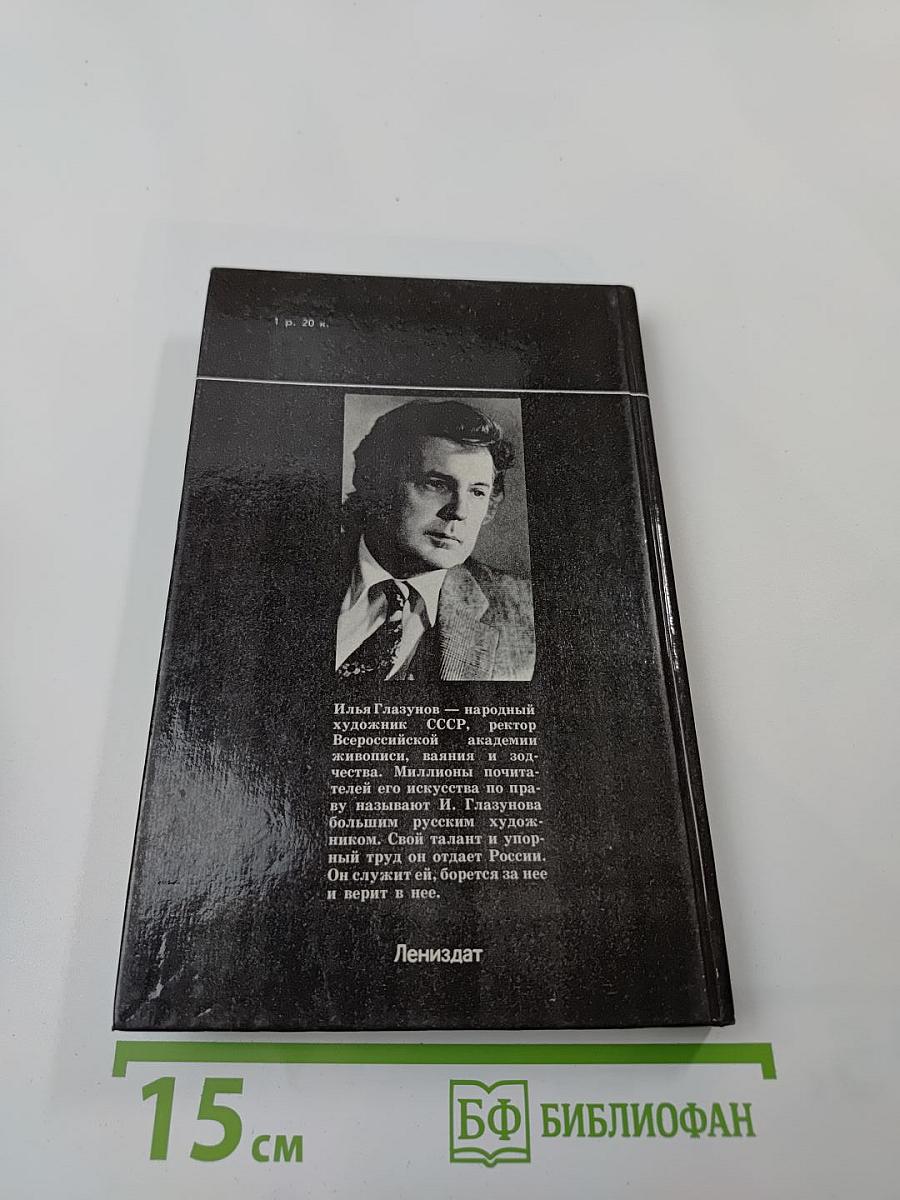 1 р. 20 к.
Илья Глазунов — народный
художник СССР, ректор
Всероссийской академии
живописи, ваяния и зод-
чества. Миллионы почита-
телей его искусства по пра-
ву называют И. Глазунова
большим русским худож-
ником. Свой талант и упор-
ный труд он отдает России.
Он служит ей, борется за нее
и верит в нее.
Лениздат
15 см
БФ БИБЛИОФАН